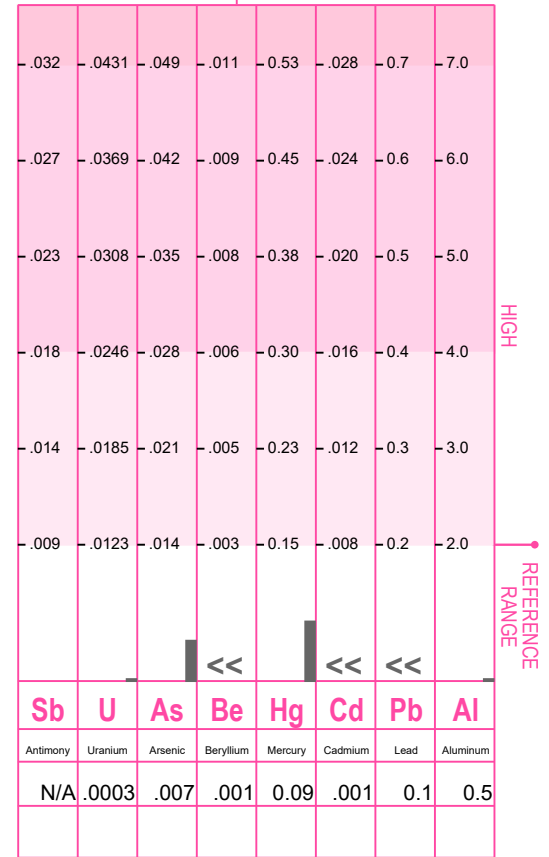 .032 .0431 .049 .011 0.53 .028 0.7 7.0
.027 .0369 .042 .009 0.45 .024 0.6 6.0
.023 .0308 .035 .008 0.38 .020 0.5 5.0
HIGH
.018 .0246 .028 .006 0.30 .016 0.4 4.0
.014 .0185 .021 .005 0.23 .012 0.3 3.0
.009 .0123 .014 .003 0.15 .008 0.2 2.0
REFERENCE
RANGE
<< << <<
Sb U As Be Hg Cd Pb Al
Antimony Uranium Arsenic Beryllium Mercury Cadmium Lead Aluminum
N/A .0003 .007 .001 0.09 .001 0.1 0.5